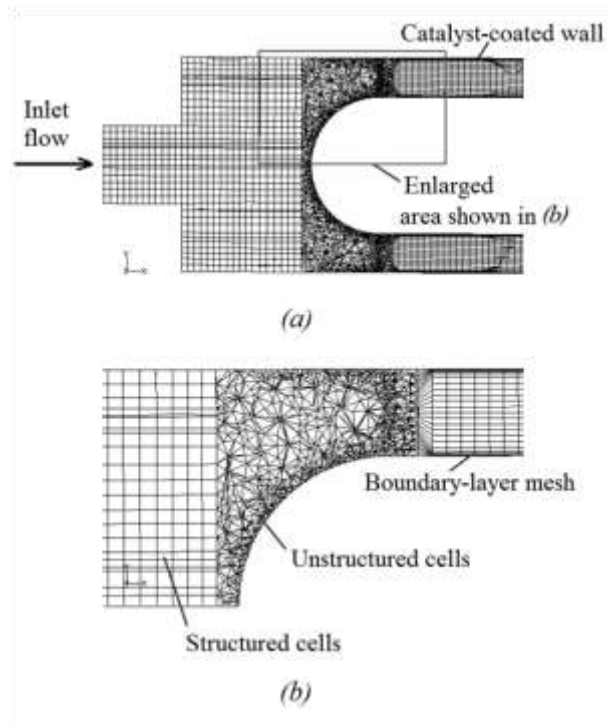 Catalyst-coated wall
Inlet
flow
Enlarged
area shown in (b)
(a)
Boundary-layer mesh
Unstructured cells
Structured cells
(b)